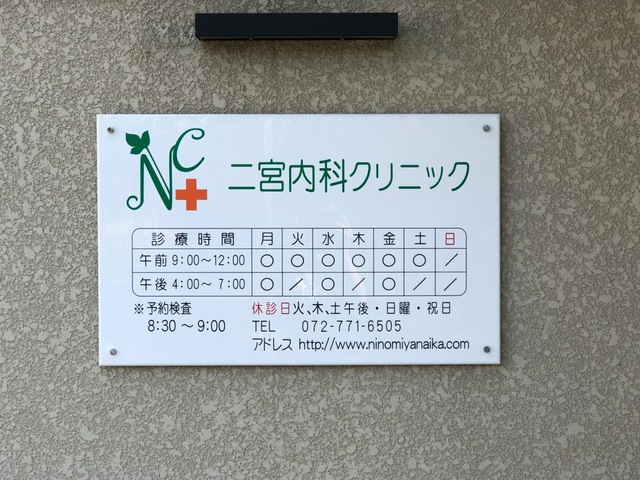 NC
二宮内科クリニック
診療時間 月 火 水 木 金 土 日
午前 9:00〜12:00 ○ ○ ○ ○ ○ ○ ／
午後 4:00〜 7:00 ○ ／ ○ ／ ○ ／ ／
※予約検査 休診日火、木、土午後・日曜・祝日
8:30〜9:00 TEL 072-771-6505
アドレス http://www.ninomiyanaika.com